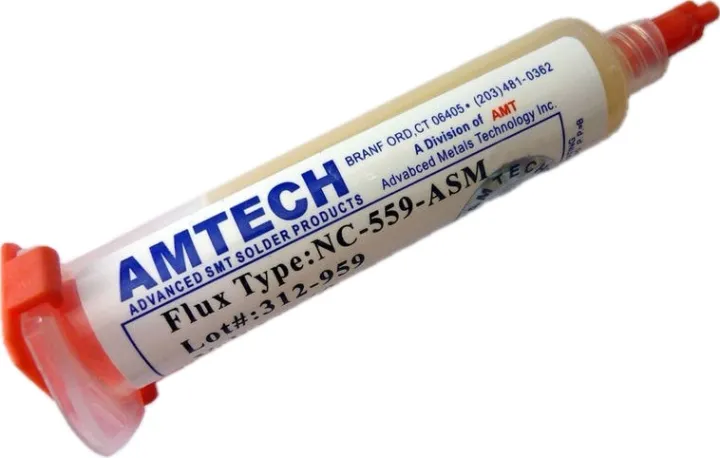 AMTECH
ADVANCED SMT SOLDER PRODUCTS
BRANF ORD,CT 06405 • (203)481-0362
A Division of AMT
Advabced Metals Technology Inc.
Flux Type:NC-559-ASM
Lot#:312-959
AMTECH